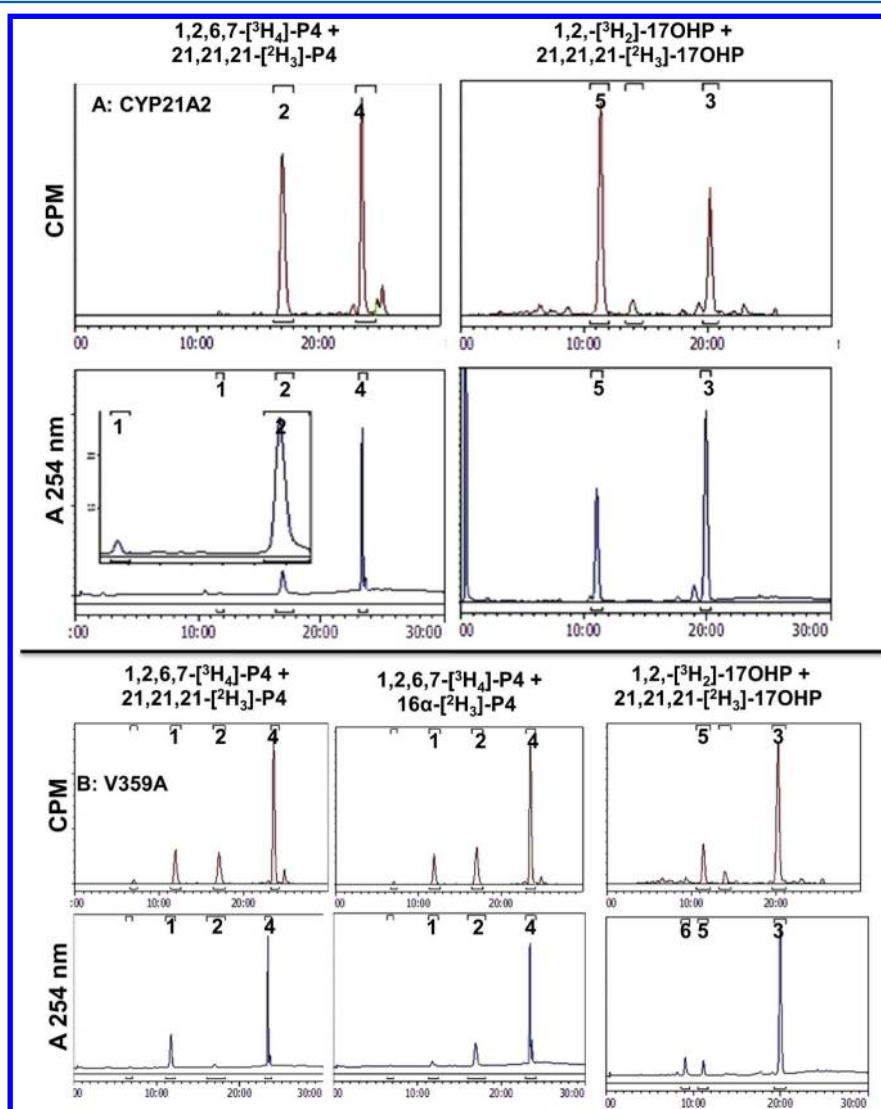 1,2,6,7-[³H₄]-P4 +
21,21,21-[²H₃]-P4
1,2,-[³H₂]-17OHP +
21,21,21-[²H₃]-17OHP
A: CYP21A2
2
4
5
3
CPM
:00 10:00 20:00
:00 10:00 20:00
1
2
4
5
3
1
2
A 254 nm
:00 10:00 20:00 30:00
:00 10:00 20:00 30:00
1,2,6,7-[³H₄]-P4 +
21,21,21-[²H₃]-P4
1,2,6,7-[³H₄]-P4 +
16α-[²H₃]-P4
1,2,-[³H₂]-17OHP +
21,21,21-[²H₃]-17OHP
B: V359A
1 2 4
1 2 4
5 3
CPM
10:00 20:00
10:00 20:00
10:00 20:00
1 2 4
1 2 4
6 5 3
A 254 nm
:00 10:00 20:00 30:00
:00 10:00 20:00 30:00
:00 10:00 20:00 30:00